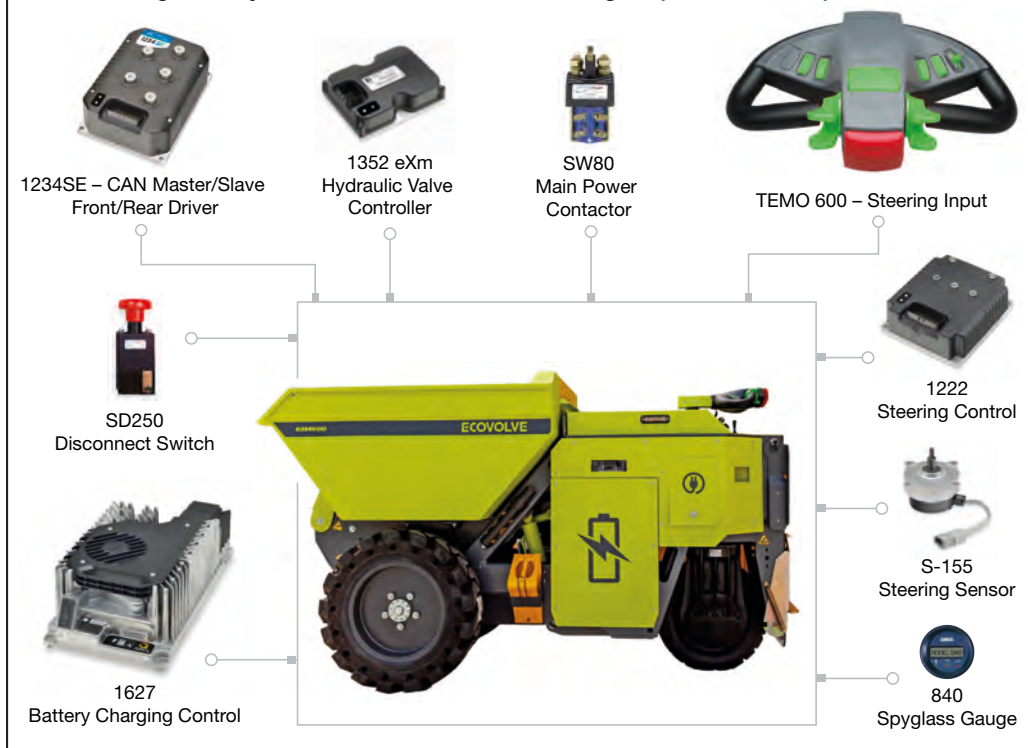 1234SE – CAN Master/Slave
Front/Rear Driver
1352 eXm
Hydraulic Valve
Controller
SW80
Main Power
Contactor
TEMO 600 – Steering Input
SD250
Disconnect Switch
1222
Steering Control
ECOVOLVE
S-155
Steering Sensor
1627
Battery Charging Control
840
Spyglass Gauge